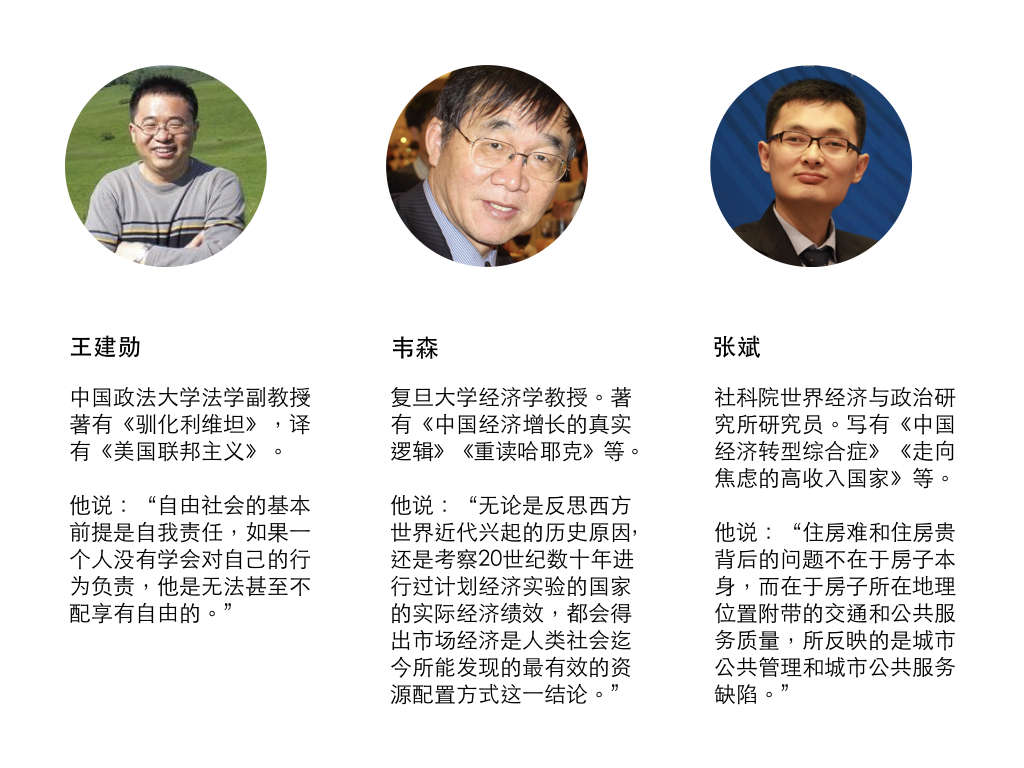 王建勋
中国政法大学法学副教授
著有《驯化利维坦》，译
有《美国联邦主义》。
他说：“自由社会的基本
前提是自我责任，如果一
个人没有学会对自己的行
为负责，他是无法甚至不
配享有自由的。”
韦森
复旦大学经济学教授。著
有《中国经济增长的真实
逻辑》《重读哈耶克》等。
他说：“无论是反思西方
世界近代兴起的历史原因，
还是考察20世纪数十年进
行过计划经济实验的国家
的实际经济绩效，都会得
出市场经济是人类社会迄
今所能发现的最有效的资
源配置方式这一结论。”
张斌
社科院世界经济与政治研
究所研究员。写有《中国
经济转型综合症》《走向
焦虑的高收入国家》等。
他说：“住房难和住房贵
背后的问题不在于房子本
身，而在于房子所在地理
位置附带的交通和公共服
务质量，所反映的是城市
公共管理和城市公共服务
缺陷。”